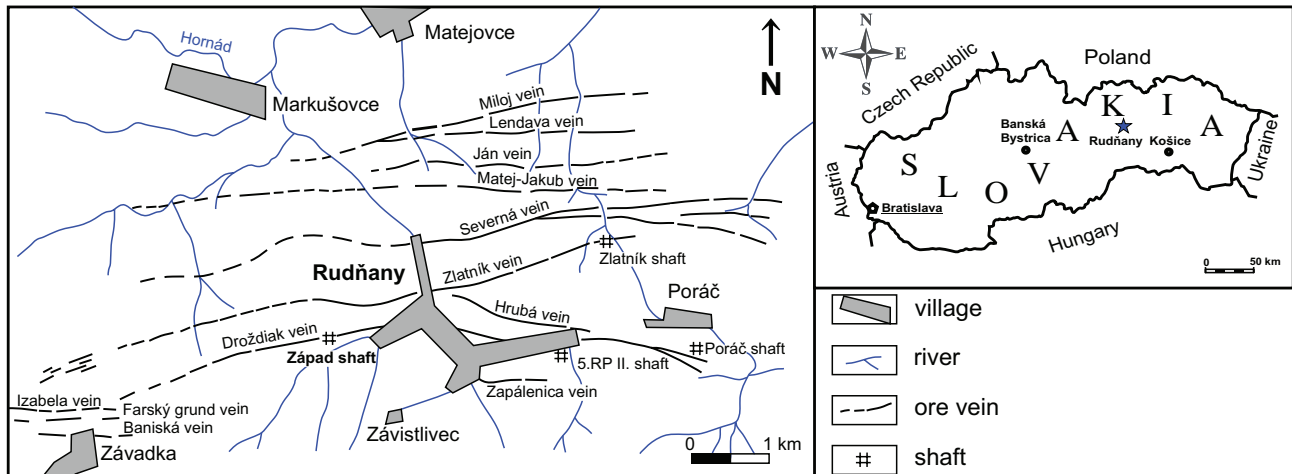 Hornád
Matejovce
N
Markušovce
Miloj vein
Lendava vein
Ján vein
Matej-Jakub vein
Severná vein
Zlatník vein
Zlatník shaft
Rudňany
Poráč
Hrubá vein
Droždiak vein
Západ shaft
5.RP II. shaft
Poráč shaft
Zapálenica vein
Izabela vein
Farský grund vein
Baniská vein
Závadka
Závistlivec
0 1 km
N
W E
S
Czech Republic
Poland
S L O V A K I A
Banská
Bystrica
Rudňany
Košice
Ukraine
Austria
Bratislava
Hungary
0 50 km
village
river
ore vein
shaft